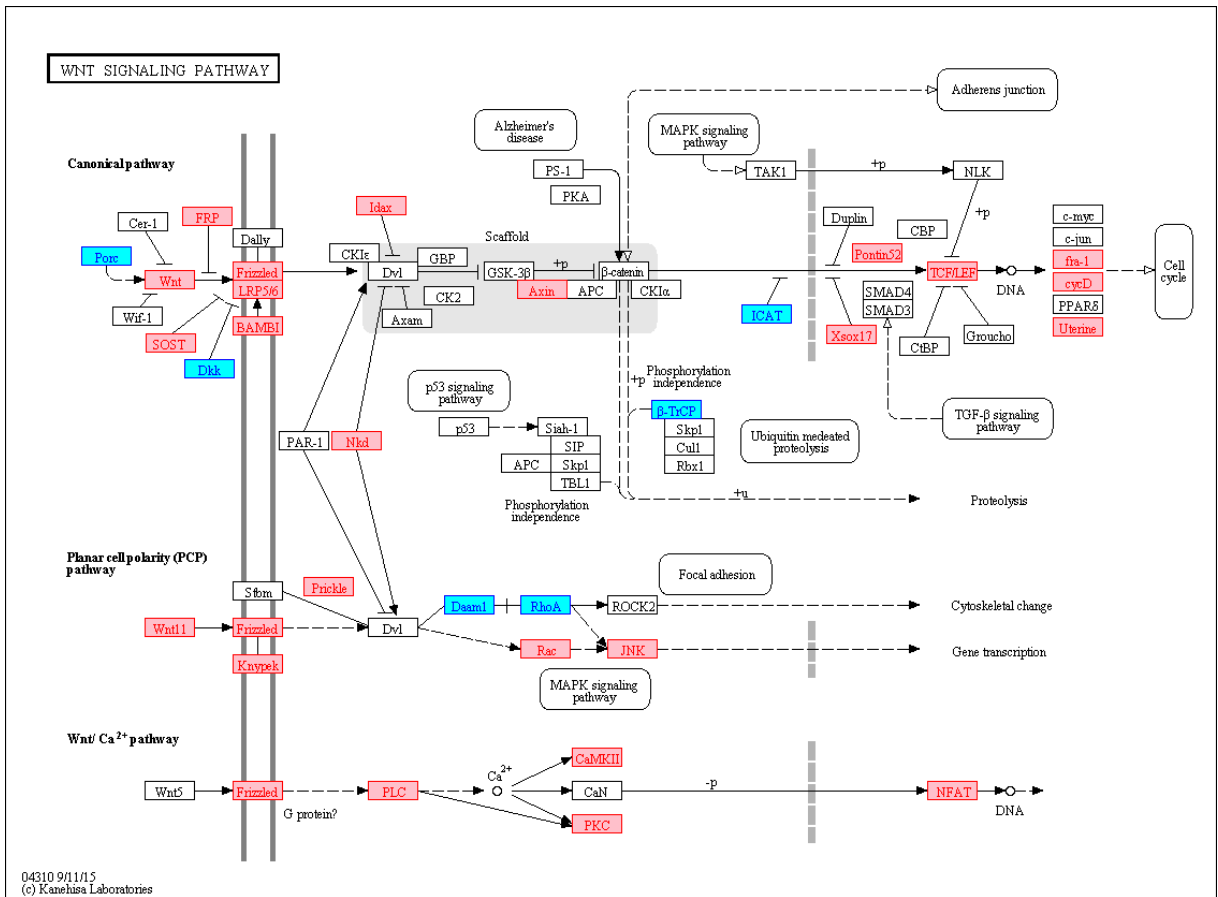 WNT SIGNALING PATHWAY
Adherens junction
Alzheimer's
disease
MAPK signaling
pathway
Canonical pathway
PS-1
TAK1
+p
NLK
PKA
Idax
FRP
Cer-1
Duplin
CBP
+p
c-myc
Scaffold
Dally
c-jun
Porc
CKIε
GBP
Pontin52
Wnt
Frizzled
Dvl
GSK-3β
+p
β-catenin
TCF/LEF
fra-1
Cell
cycle
LRP5/6
Axin
APC
CKIα
DNA
cycD
CK2
SMAD4
SMAD3
PPARδ
Wif-1
BAMBI
Axam
ICAT
Uterine
SOST
Xsox17
CtBP
Groucho
Dkk
p53 signaling
pathway
+p
Phosphorylation
independence
β-TrCP
TGF-β signaling
pathway
p53
Siah-1
Skp1
PAR-1
Nkd
SIP
Cul1
Ubiquitin medeated
proteolysis
APC
Skp1
Rbx1
TBL1
+u
Proteolysis
Phosphorylation
independence
Planar cell polarity (PCP)
pathway
Focal adhesion
Stbm
Prickle
Daam1
RhoA
ROCK2
Cytoskeletal change
Wnt11
Frizzled
Dvl
Rac
JNK
Gene transcription
Knypek
MAPK signaling
pathway
Wnt/ Ca2+ pathway
CaMKII
Ca2+
Wnt5
Frizzled
PLC
CaN
-p
NFAT
G protein?
DNA
PKC
04310 9/11/15
(c) Kanehisa Laboratories